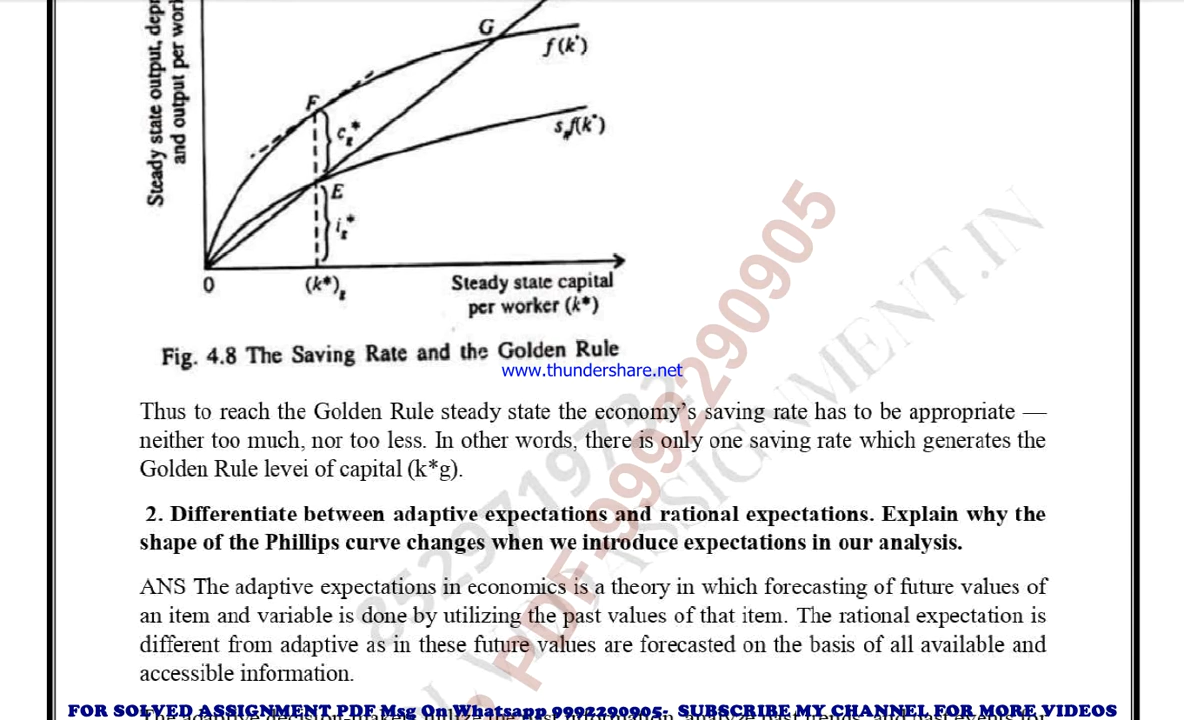 Steady state output, depr
and output per work
G
f(k*)
F
c*g
sgf(k*)
E
i*g
O
(k*)g
Steady state capital
per worker (k*)
Fig. 4.8 The Saving Rate and the Golden Rule
www.thundershare.net
Thus to reach the Golden Rule steady state the economy's saving rate has to be appropriate —
neither too much, nor too less. In other words, there is only one saving rate which generates the
Golden Rule levei of capital (k*g).
2. Differentiate between adaptive expectations and rational expectations. Explain why the
shape of the Phillips curve changes when we introduce expectations in our analysis.
ANS The adaptive expectations in economics is a theory in which forecasting of future values of
an item and variable is done by utilizing the past values of that item. The rational expectation is
different from adaptive as in these future values are forecasted on the basis of all available and
accessible information.
8529719732
PDF-9992290905
ASSIGNMENT.IN
FOR SOLVED ASSIGNMENT PDF Msg On Whatsapp 9992290905-  SUBSCRIBE MY CHANNEL FOR MORE VIDEOS